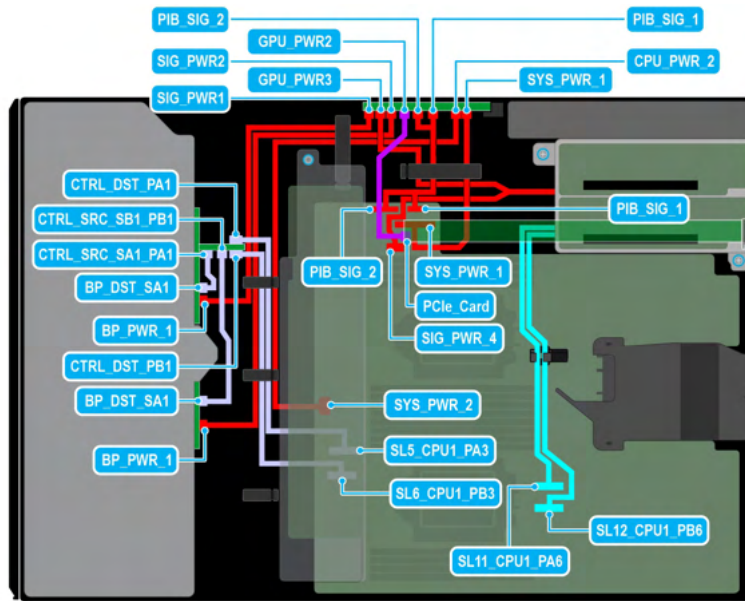 PIB_SIG_2
PIB_SIG_1
GPU_PWR2
SIG_PWR2
CPU_PWR_2
GPU_PWR3
SYS_PWR_1
SIG_PWR1
CTRL_DST_PA1
CTRL_SRC_SB1_PB1
PIB_SIG_1
CTRL_SRC_SA1_PA1
PIB_SIG_2
SYS_PWR_1
BP_DST_SA1
PCIe_Card
BP_PWR_1
SIG_PWR_4
CTRL_DST_PB1
BP_DST_SA1
SYS_PWR_2
SL5_CPU1_PA3
BP_PWR_1
SL6_CPU1_PB3
SL12_CPU1_PB6
SL11_CPU1_PA6